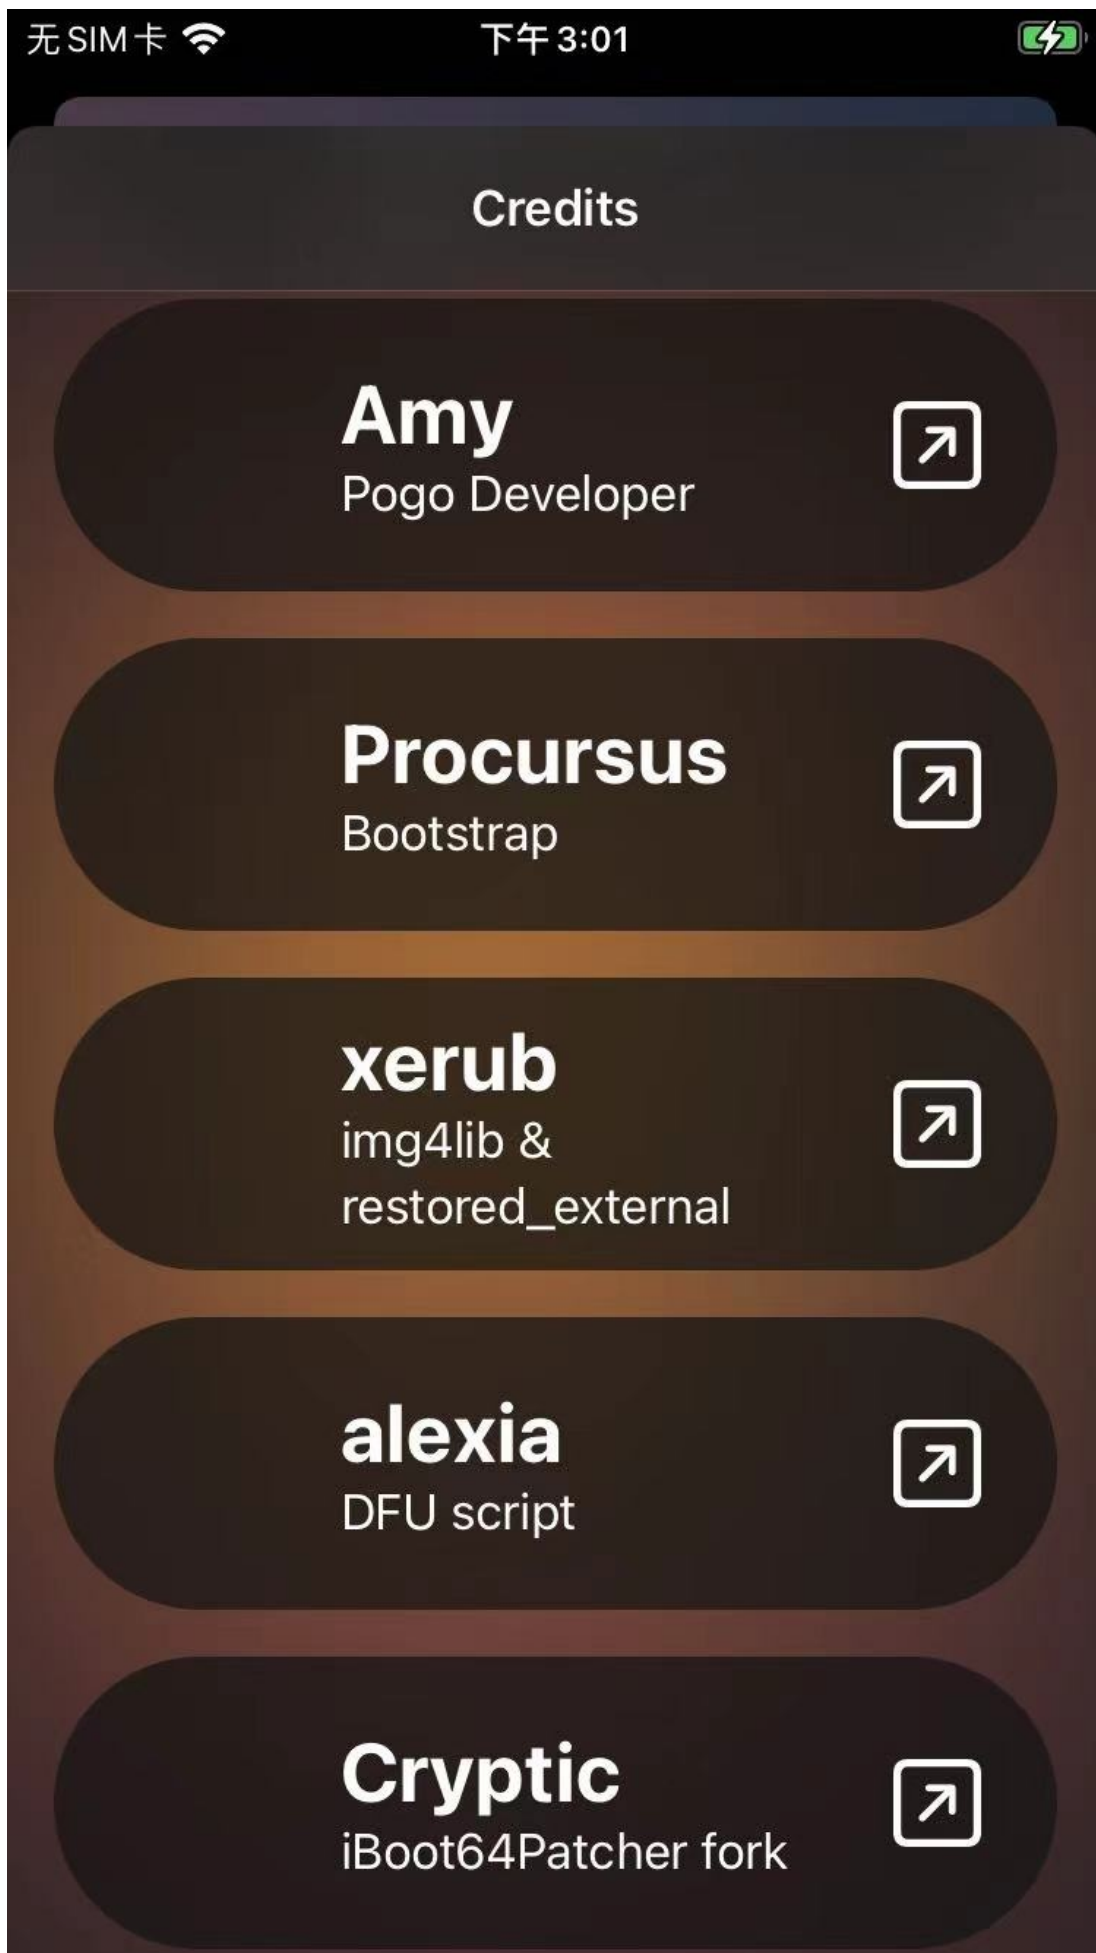 无SIM卡 下午3:01
Credits
Amy
Pogo Developer
Procursus
Bootstrap
xerub
img4lib &
restored_external
alexia
DFU script
Cryptic
iBoot64Patcher fork